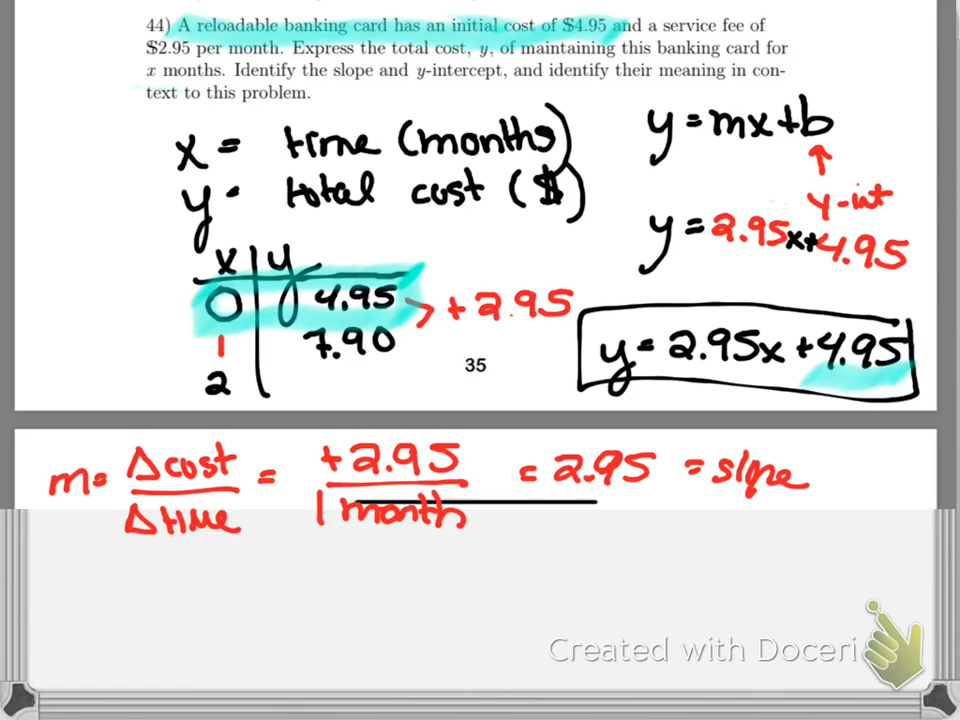 44) A reloadable banking card has an initial cost of $4.95 and a service fee of
$2.95 per month. Express the total cost, y, of maintaining this banking card for
x months. Identify the slope and y-intercept, and identify their meaning in con-
text to this problem.
x = time (months)
y = total cost ($)
y = mx + b
↑
y-int
y = 2.95x + 4.95
x | y
0 | 4.95 > + 2.95
1 | 7.90
2
y = 2.95x + 4.95
35
m = Δcost / Δtime = +2.95 / 1 month = 2.95 = slope
Created with Doceri